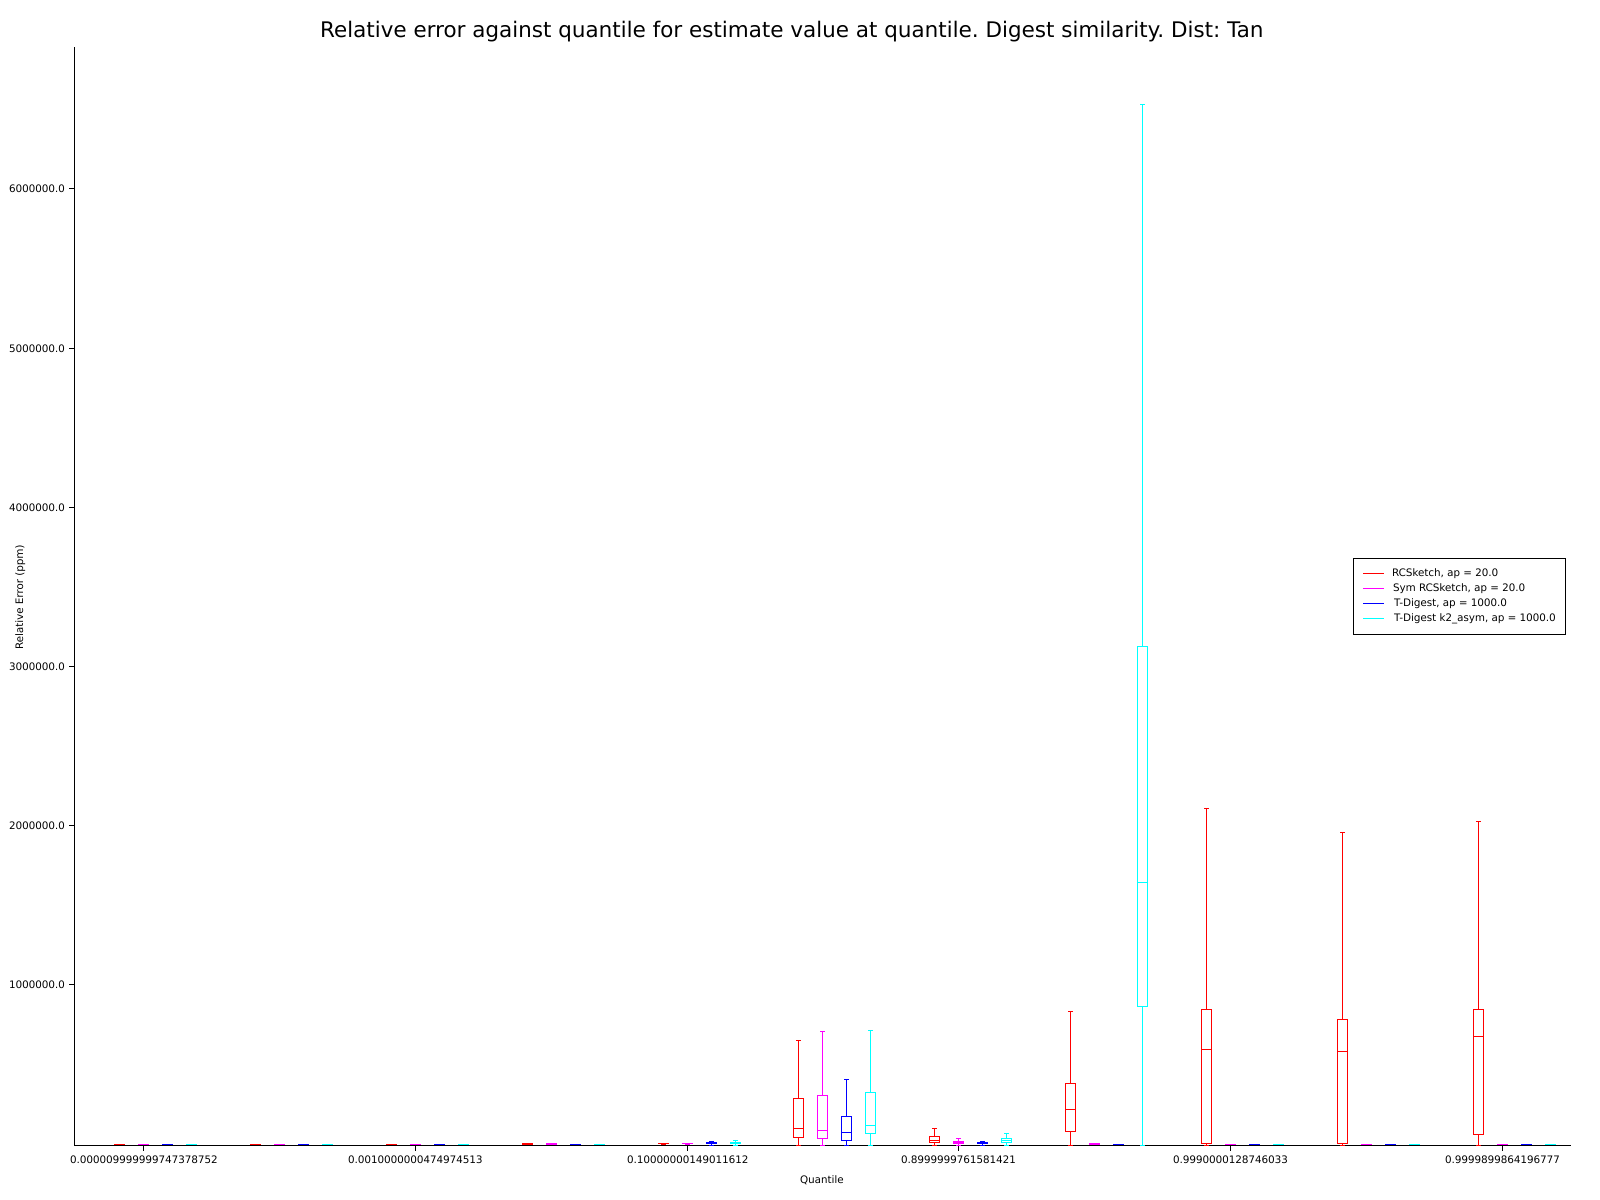 Relative error against quantile for estimate value at quantile. Digest similarity. Dist: Tan
6000000.0
5000000.0
4000000.0
3000000.0
2000000.0
1000000.0
Relative Error (ppm)
RCSketch, ap = 20.0
Sym RCSketch, ap = 20.0
T-Digest, ap = 1000.0
T-Digest k2_asym, ap = 1000.0
0.0000099999999747378752 0.0010000000474974513 0.10000000149011612 0.8999999761581421 0.9990000128746033 0.9999899864196777
Quantile